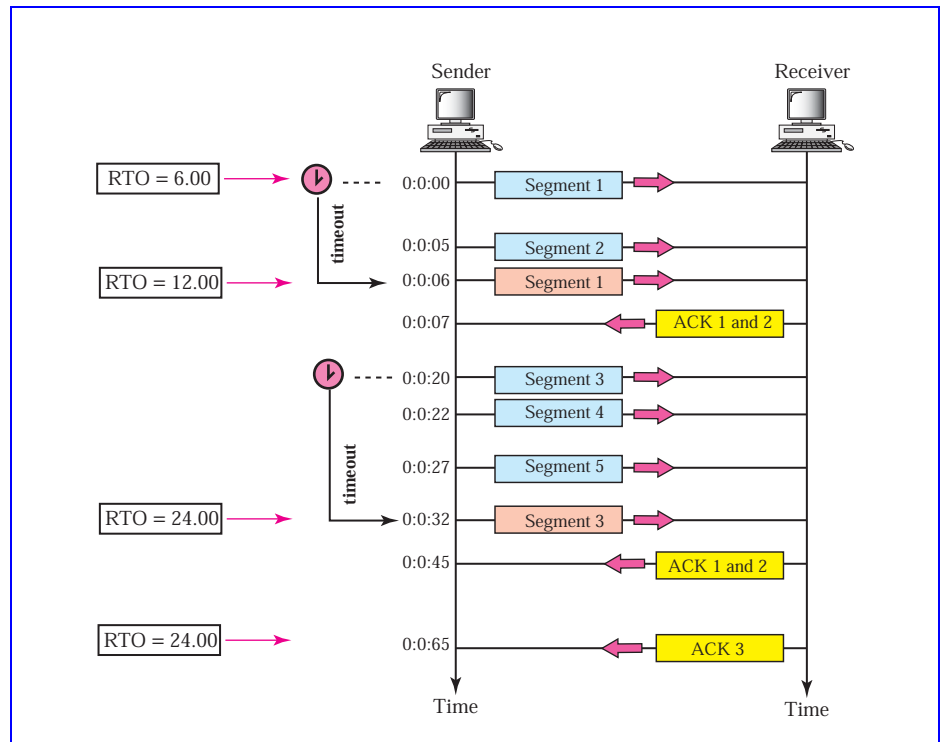 Sender
Receiver
RTO = 6.00
0:0:00
Segment 1
timeout
0:0:05
Segment 2
RTO = 12.00
0:0:06
Segment 1
0:0:07
ACK 1 and 2
0:0:20
Segment 3
0:0:22
Segment 4
timeout
0:0:27
Segment 5
RTO = 24.00
0:0:32
Segment 3
0:0:45
ACK 1 and 2
RTO = 24.00
0:0:65
ACK 3
Time
Time